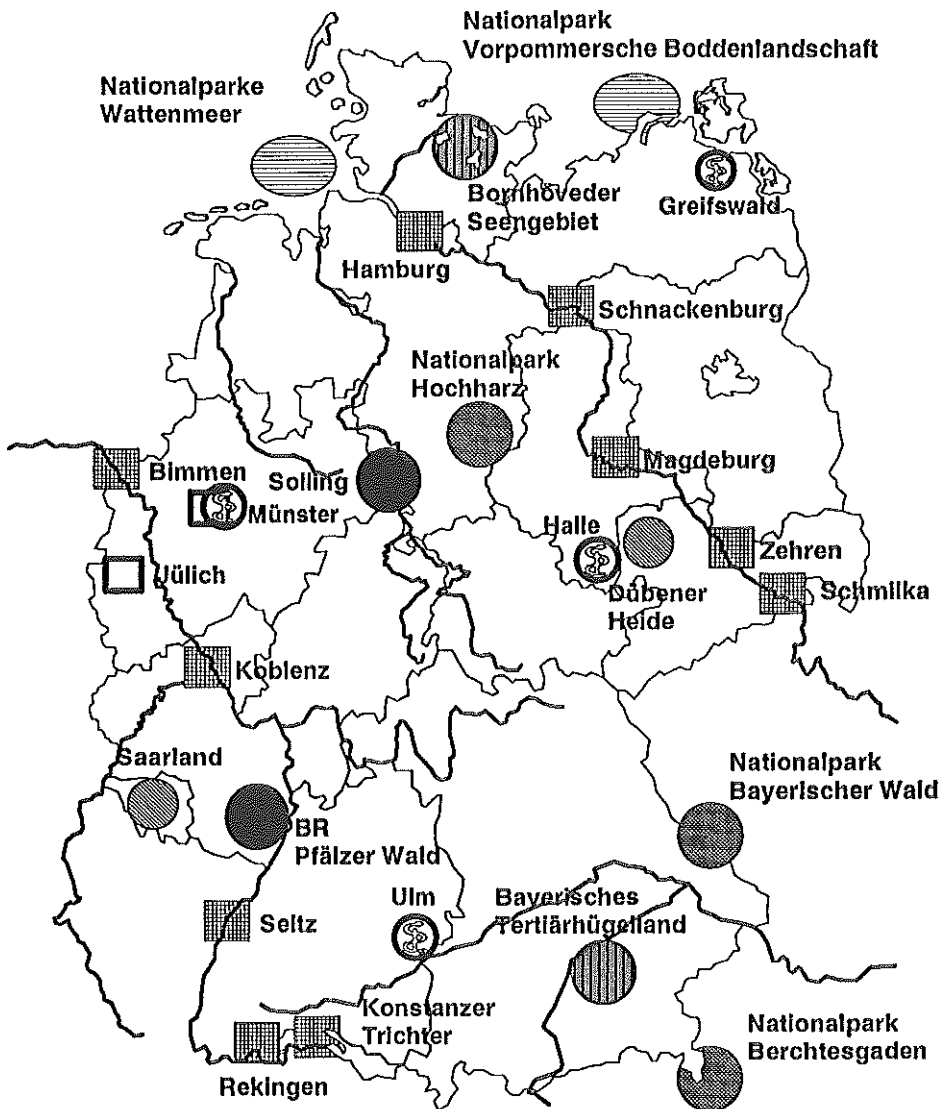 Nationalpark
Vorpommersche Boddenlandschaft
Nationalparke
Wattenmeer
Bornhöveder
Seengebiet
Greifswald
Hamburg
Schnackenburg
Nationalpark
Hochharz
Bimmen
Solling
Magdeburg
Münster
Halle
Zehren
Jülich
Dübener
Heide
Schmilka
Koblenz
Saarland
Nationalpark
Bayerischer Wald
BR
Pfälzer Wald
Ulm
Bayerisches
Tertiärhügelland
Seltz
Konstanzer
Trichter
Nationalpark
Berchtesgaden
Rekingen